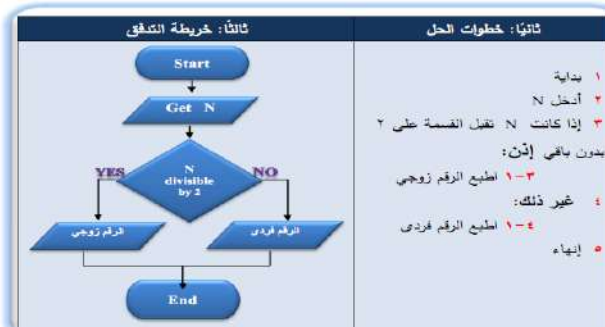 ثانيًا: خطوات الحل
١ بداية
٢ أدخل N
٣ إذا كانت N تقبل القسمة على ٢
بدون باقي إذن:
٣-١ اطبع الرقم زوجي
٤ غير ذلك:
٤-١ اطبع الرقم فردى
٥ إنهاء
ثالثًا: خريطة التدفق
Start
Get N
N
divisible
by 2
YES
NO
الرقم زوجي
الرقم فردى
End